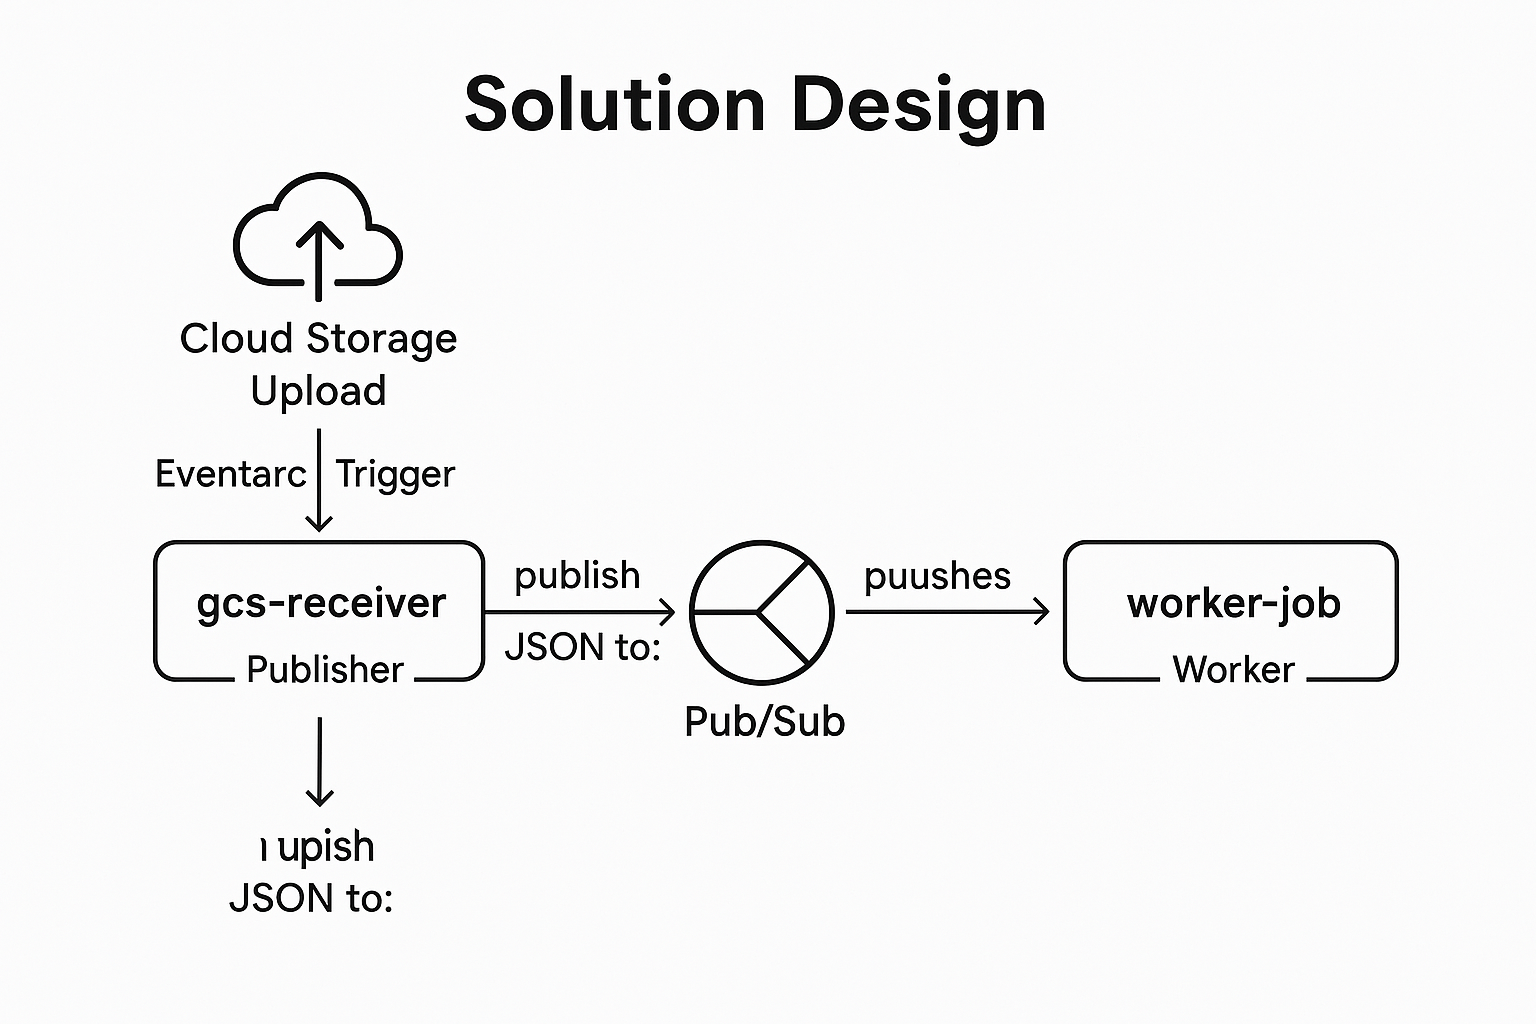 Solution Design
Cloud Storage
Upload
Eventarc Trigger
gcs-receiver
Publisher
publish
JSON to:
Pub/Sub
puushes
worker-job
Worker
upish
JSON to: